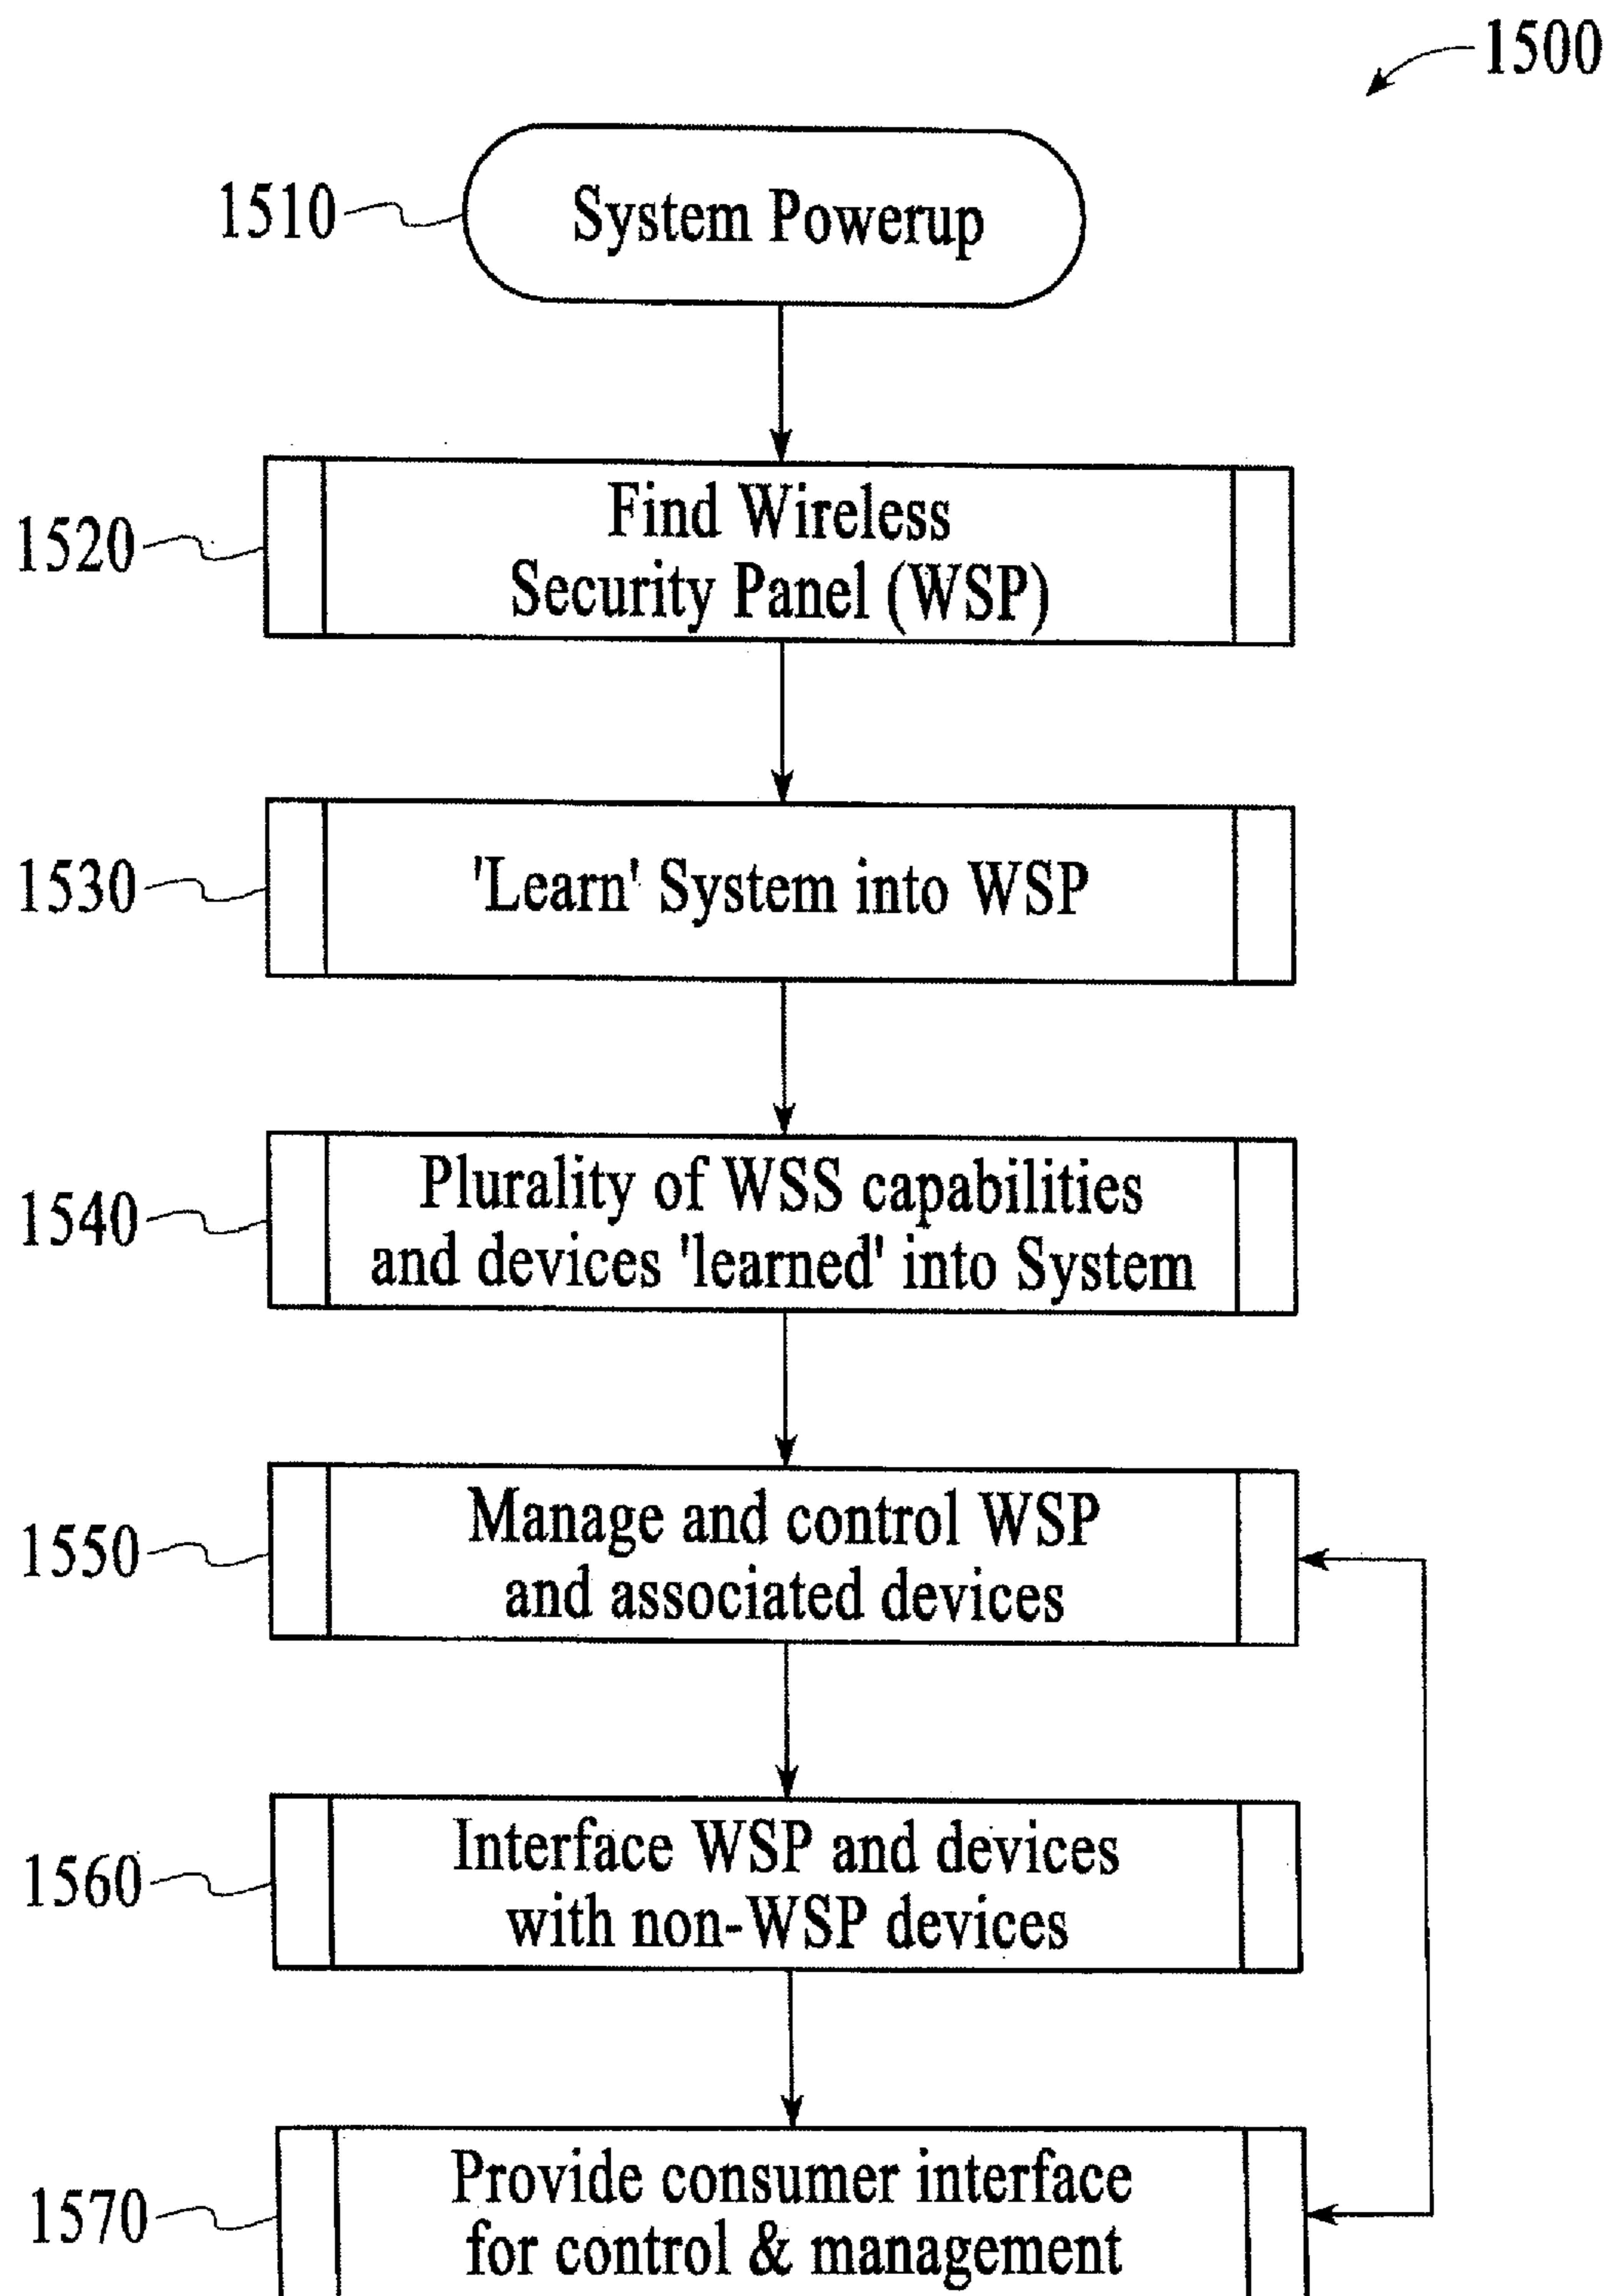 1500
1510
System Powerup
1520
Find Wireless
Security Panel (WSP)
1530
'Learn' System into WSP
1540
Plurality of WSS capabilities
and devices 'learned' into System
1550
Manage and control WSP
and associated devices
1560
Interface WSP and devices
with non-WSP devices
1570
Provide consumer interface
for control & management